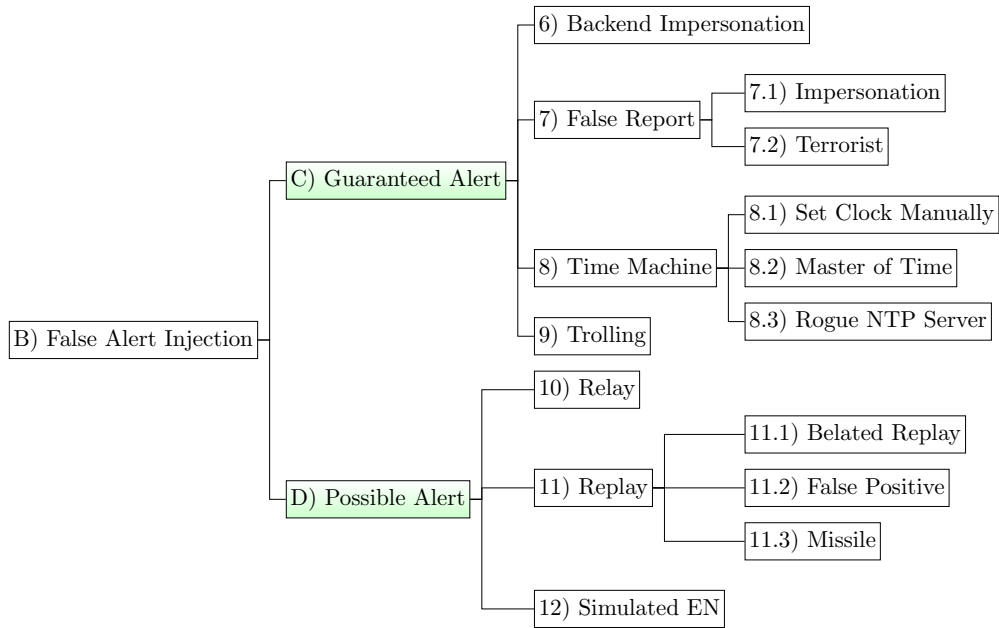 6) Backend Impersonation
7.1) Impersonation
7) False Report
7.2) Terrorist
C) Guaranteed Alert
8.1) Set Clock Manually
8) Time Machine
8.2) Master of Time
8.3) Rogue NTP Server
B) False Alert Injection
9) Trolling
10) Relay
11.1) Belated Replay
D) Possible Alert
11) Replay
11.2) False Positive
11.3) Missile
12) Simulated EN